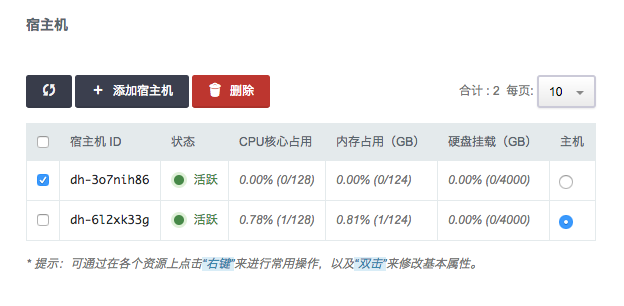 宿主机
+ 添加宿主机 删除 合计 : 2 每页: 10
宿主机 ID 状态 CPU核心占用 内存占用（GB） 硬盘挂载（GB） 主机
dh-3o7nih86 活跃 0.00% (0/128) 0.00% (0/124) 0.00% (0/4000)
dh-6l2xk33g 活跃 0.78% (1/128) 0.81% (1/124) 0.00% (0/4000)
* 提示：可通过在各个资源上点击“右键”来进行常用操作，以及“双击”来修改基本属性。